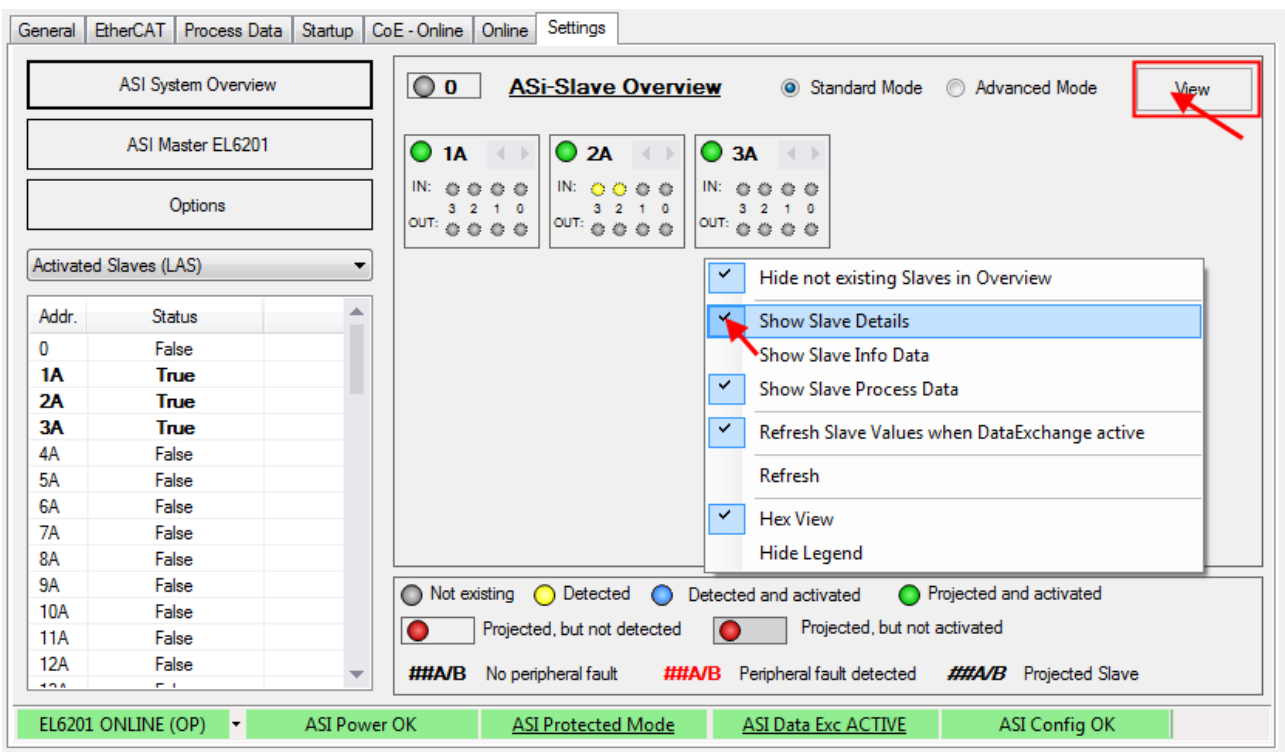 General EtherCAT Process Data Startup CoE - Online Online Settings
ASI System Overview
ASI Master EL6201
Options
Activated Slaves (LAS)
Addr. Status
0 False
1A True
2A True
3A True
4A False
5A False
6A False
7A False
8A False
9A False
10A False
11A False
12A False
0 ASi-Slave Overview Standard Mode Advanced Mode View
1A
IN:
3 2 1 0
OUT:
2A
IN:
3 2 1 0
OUT:
3A
IN:
3 2 1 0
OUT:
Hide not existing Slaves in Overview
Show Slave Details
Show Slave Info Data
Show Slave Process Data
Refresh Slave Values when DataExchange active
Refresh
Hex View
Hide Legend
Not existing Detected Detected and activated Projected and activated
Projected, but not detected Projected, but not activated
##A/B No peripheral fault ##A/B Peripheral fault detected ##A/B Projected Slave
EL6201 ONLINE (OP) ASI Power OK ASI Protected Mode ASI Data Exc ACTIVE ASI Config OK